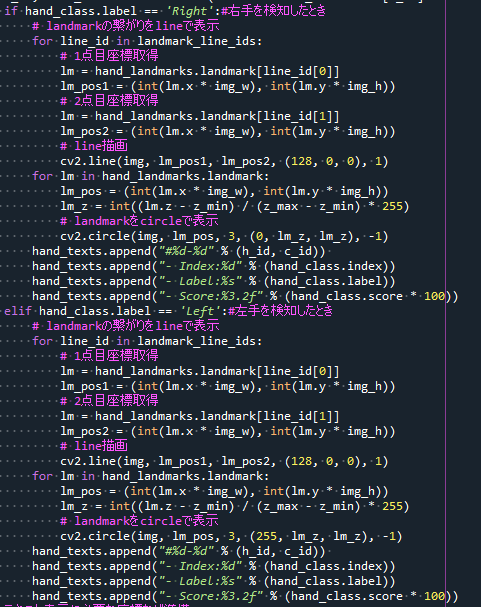 if hand_class.label == 'Right':#右手を検知したとき
# landmarkの繋がりをlineで表示
for line_id in landmark_line_ids:
# 1点目座標取得
lm = hand_landmarks.landmark[line_id[0]]
lm_pos1 = (int(lm.x * img_w), int(lm.y * img_h))
# 2点目座標取得
lm = hand_landmarks.landmark[line_id[1]]
lm_pos2 = (int(lm.x * img_w), int(lm.y * img_h))
# line描画
cv2.line(img, lm_pos1, lm_pos2, (128, 0, 0), 1)
for lm in hand_landmarks.landmark:
lm_pos = (int(lm.x * img_w), int(lm.y * img_h))
lm_z = int((lm.z - z_min) / (z_max - z_min) * 255)
# landmarkをcircleで表示
cv2.circle(img, lm_pos, 3, (0, lm_z, lm_z), -1)
hand_texts.append("#%d-%d" % (h_id, c_id))
hand_texts.append("- Index:%d" % (hand_class.index))
hand_texts.append("- Label:%s" % (hand_class.label))
hand_texts.append("- Score:%3.2f" % (hand_class.score * 100))
elif hand_class.label == 'Left':#左手を検知したとき
# landmarkの繋がりをlineで表示
for line_id in landmark_line_ids:
# 1点目座標取得
lm = hand_landmarks.landmark[line_id[0]]
lm_pos1 = (int(lm.x * img_w), int(lm.y * img_h))
# 2点目座標取得
lm = hand_landmarks.landmark[line_id[1]]
lm_pos2 = (int(lm.x * img_w), int(lm.y * img_h))
# line描画
cv2.line(img, lm_pos1, lm_pos2, (128, 0, 0), 1)
for lm in hand_landmarks.landmark:
lm_pos = (int(lm.x * img_w), int(lm.y * img_h))
lm_z = int((lm.z - z_min) / (z_max - z_min) * 255)
# landmarkをcircleで表示
cv2.circle(img, lm_pos, 3, (255, lm_z, lm_z), -1)
hand_texts.append("#%d-%d" % (h_id, c_id))
hand_texts.append("- Index:%d" % (hand_class.index))
hand_texts.append("- Label:%s" % (hand_class.label))
hand_texts.append("- Score:%3.2f" % (hand_class.score * 100))